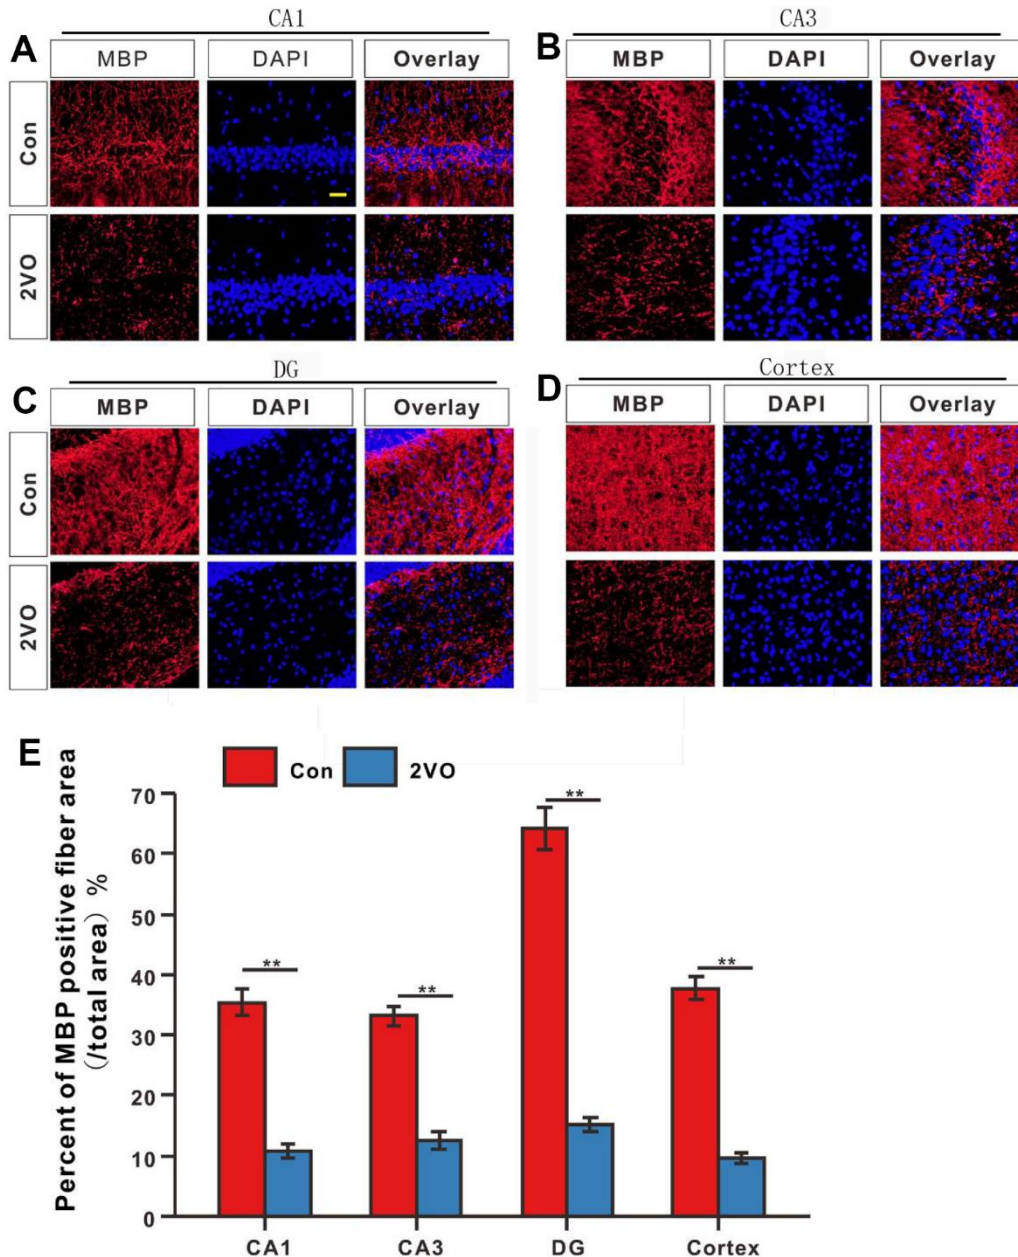 CA1
CA3
A
B
MBP DAPI Overlay
MBP DAPI Overlay
Con
2VO
DG
Cortex
C
D
MBP DAPI Overlay
MBP DAPI Overlay
Con
2VO
E
Con 2VO
Percent of MBP positive fiber area
(/total area) %
70
60
50
40
30
20
10
0
**
**
**
**
CA1 CA3 DG Cortex